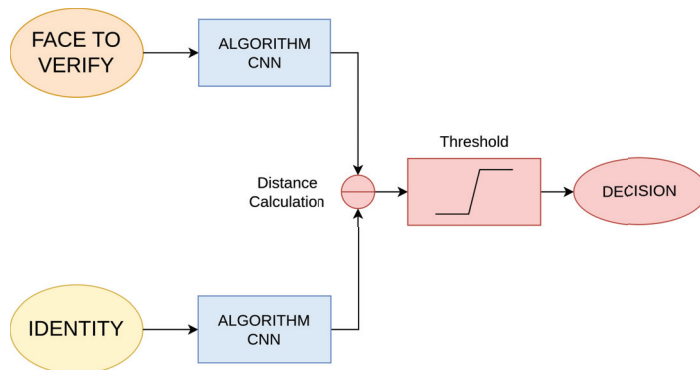 FACE TO
VERIFY
ALGORITHM
CNN
Threshold
Distance
Calculation
DECISION
IDENTITY
ALGORITHM
CNN